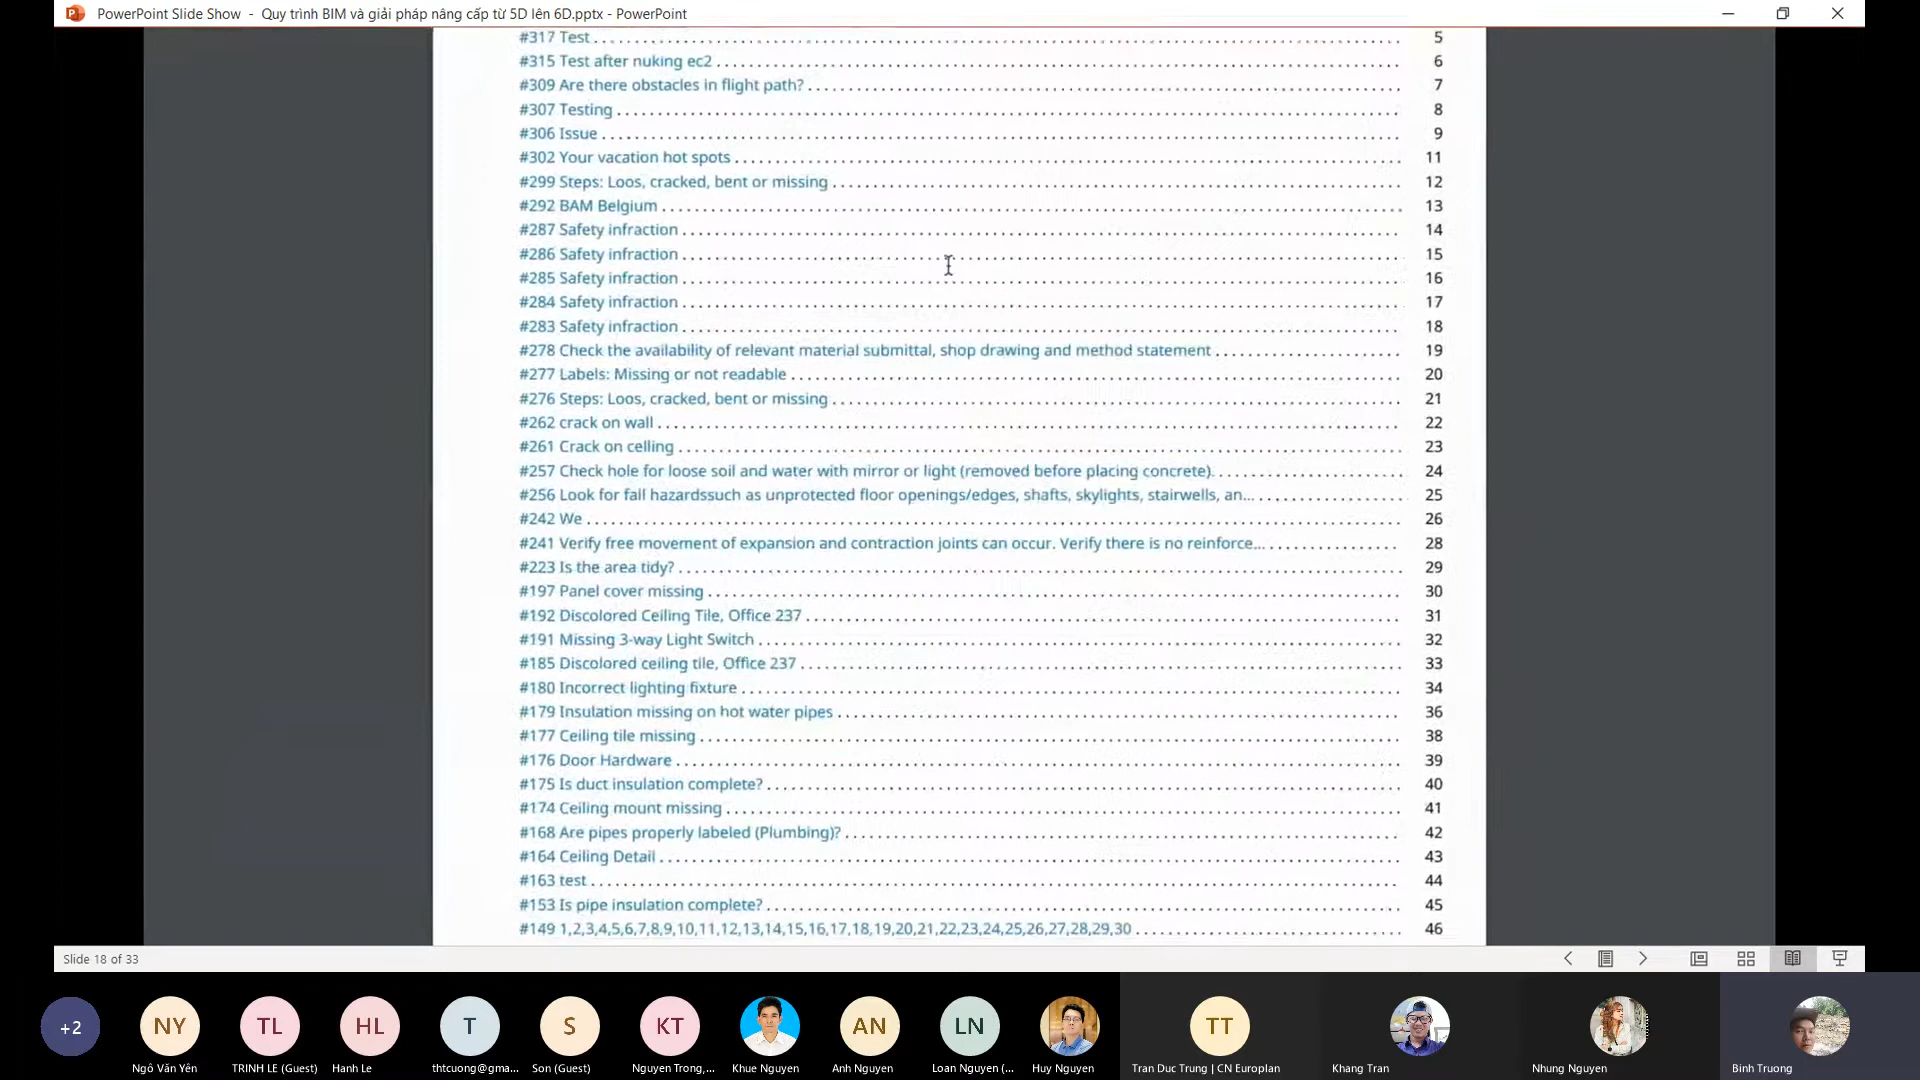 PowerPoint Slide Show - Quy trình BIM và giải pháp nâng cấp từ 5D lên 6D.pptx - PowerPoint
#317 Test 5
#315 Test after nuking ec2 6
#309 Are there obstacles in flight path? 7
#307 Testing 8
#306 Issue 9
#302 Your vacation hot spots 11
#299 Steps: Loos, cracked, bent or missing 12
#292 BAM Belgium 13
#287 Safety infraction 14
#286 Safety infraction 15
#285 Safety infraction 16
#284 Safety infraction 17
#283 Safety infraction 18
#278 Check the availability of relevant material submittal, shop drawing and method statement 19
#277 Labels: Missing or not readable 20
#276 Steps: Loos, cracked, bent or missing 21
#262 crack on wall 22
#261 Crack on celling 23
#257 Check hole for loose soil and water with mirror or light (removed before placing concrete). 24
#256 Look for fall hazardssuch as unprotected floor openings/edges, shafts, skylights, stairwells, an... 25
#242 We 26
#241 Verify free movement of expansion and contraction joints can occur. Verify there is no reinforce... 28
#223 Is the area tidy? 29
#197 Panel cover missing 30
#192 Discolored Ceiling Tile, Office 237 31
#191 Missing 3-way Light Switch 32
#185 Discolored ceiling tile, Office 237 33
#180 Incorrect lighting fixture 34
#179 Insulation missing on hot water pipes 36
#177 Ceiling tile missing 38
#176 Door Hardware 39
#175 Is duct insulation complete? 40
#174 Ceiling mount missing 41
#168 Are pipes properly labeled (Plumbing)? 42
#164 Ceiling Detail 43
#163 test 44
#153 Is pipe insulation complete? 45
#149 1,2,3,4,5,6,7,8,9,10,11,12,13,14,15,16,17,18,19,20,21,22,23,24,25,26,27,28,29,30 46
Slide 18 of 33
+2 NY TL HL T S KT AN LN TT
Ngô Văn Yên TRINH LE (Guest) Hanh Le thtcuong@gma... Son (Guest) Nguyen Trong,... Khue Nguyen Anh Nguyen Loan Nguyen (... Huy Nguyen Tran Duc Trung | CN Europlan Khang Tran Nhung Nguyen Binh Truong